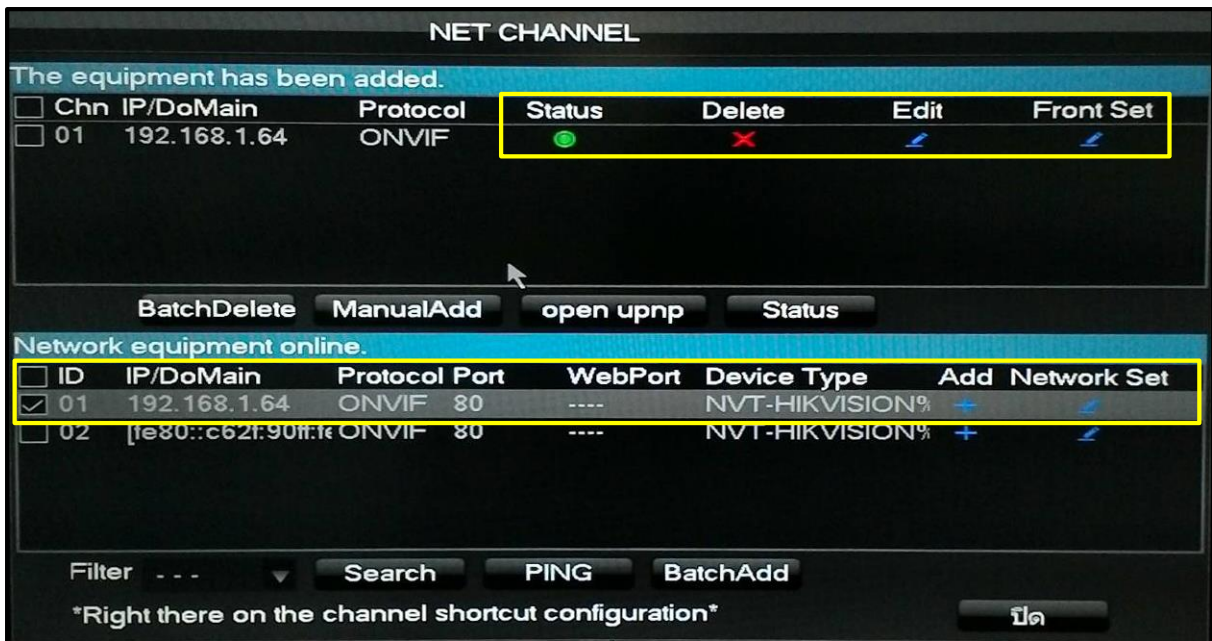 NET CHANNEL
The equipment has been added.
Chn IP/DoMain Protocol Status Delete Edit Front Set
01 192.168.1.64 ONVIF
BatchDelete ManualAdd open upnp Status
Network equipment online.
ID IP/DoMain Protocol Port WebPort Device Type Add Network Set
01 192.168.1.64 ONVIF 80 ---- NVT-HIKVISION%
02 [fe80::c62f:90ff:fe ONVIF 80 ---- NVT-HIKVISION%
Filter - - - Search PING BatchAdd
*Right there on the channel shortcut configuration* ปิด